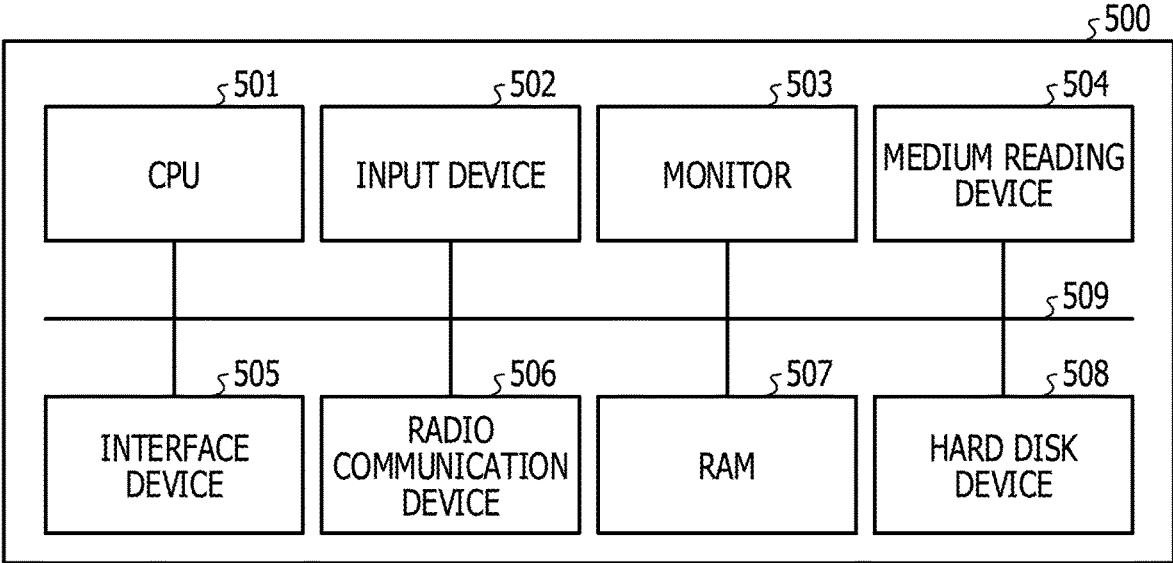 500
501
502
503
504
CPU
INPUT DEVICE
MONITOR
MEDIUM READING
DEVICE
509
505
506
507
508
INTERFACE
DEVICE
RADIO
COMMUNICATION
DEVICE
RAM
HARD DISK
DEVICE